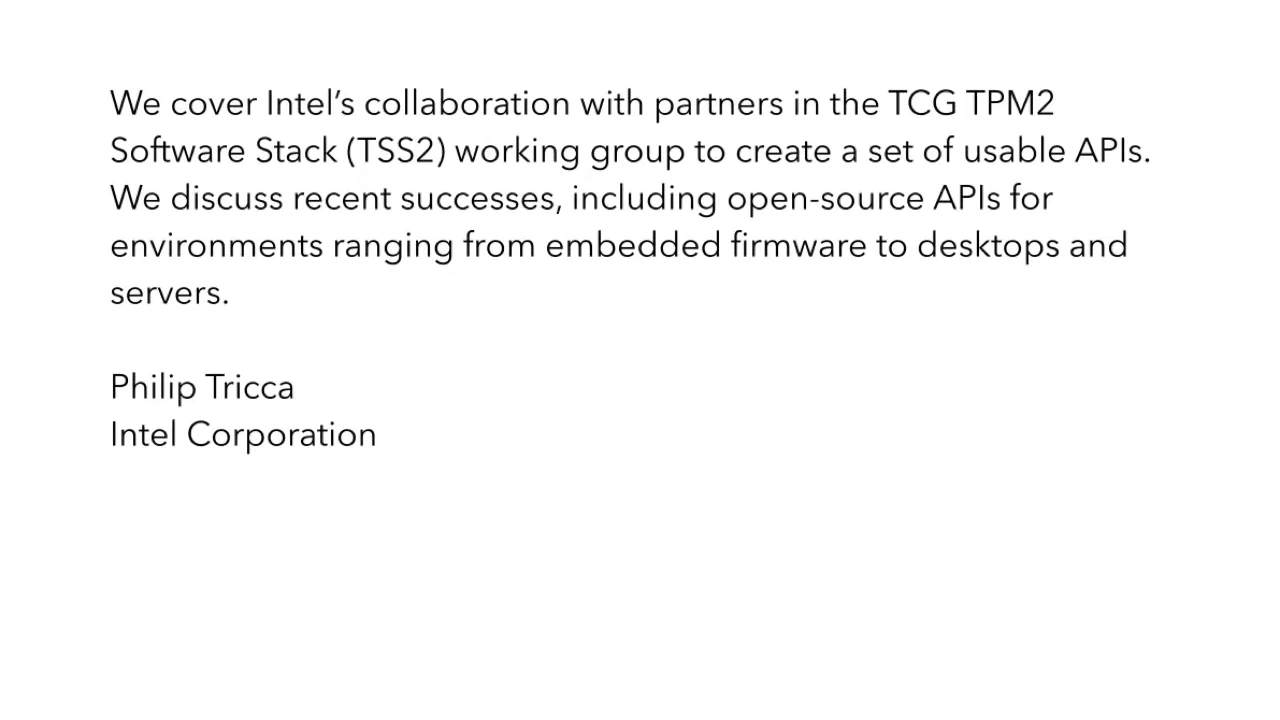 We cover Intel’s collaboration with partners in the TCG TPM2
Software Stack (TSS2) working group to create a set of usable APIs.
We discuss recent successes, including open-source APIs for
environments ranging from embedded firmware to desktops and
servers.
Philip Tricca
Intel Corporation